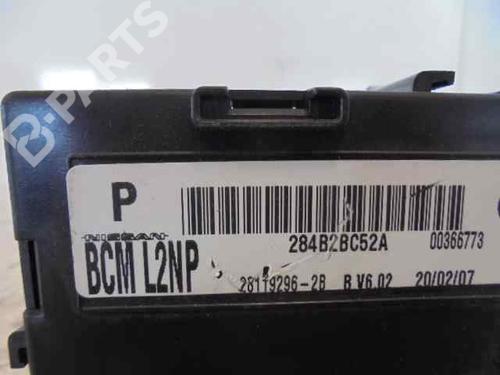 B-PARTS
P
NISSAN
284B2BC52A 00366773
BCM L2NP
28119296-2B B V6.02 20/02/07